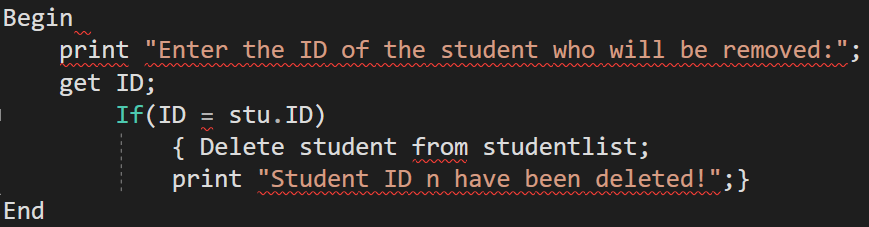 Begin
print "Enter the ID of the student who will be removed:";
get ID;
If(ID = stu.ID)
{ Delete student from studentlist;
print "Student ID n have been deleted!";}
End